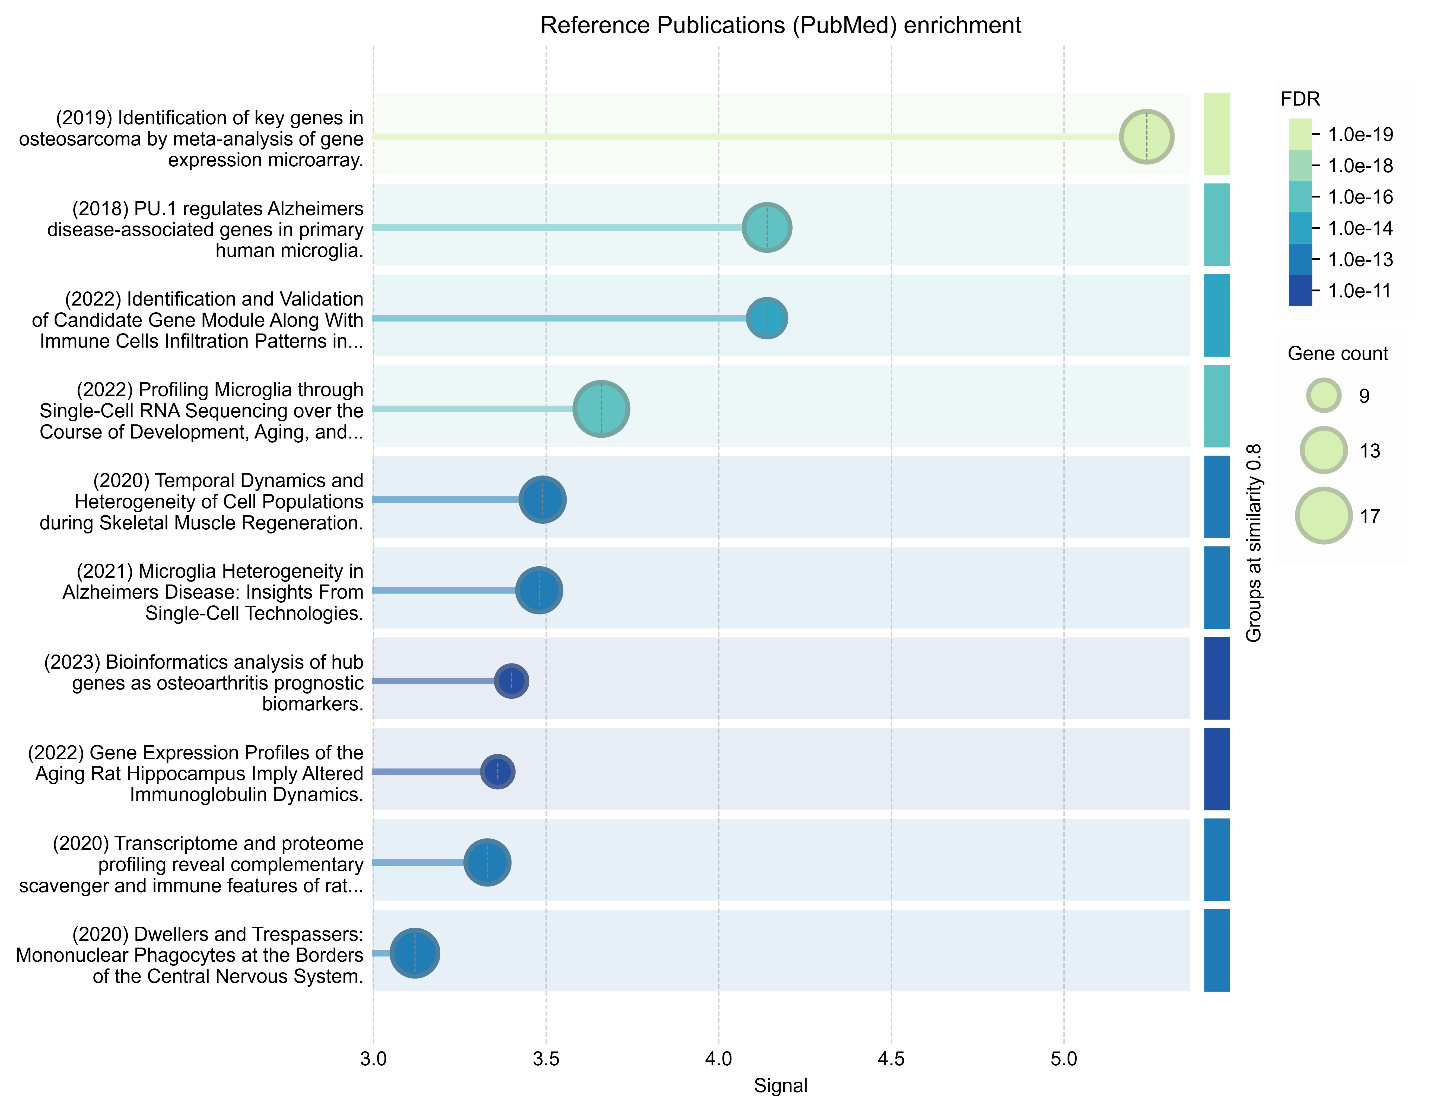 Reference Publications (PubMed) enrichment
(2019) Identification of key genes in
osteosarcoma by meta-analysis of gene
expression microarray.
(2018) PU.1 regulates Alzheimers
disease-associated genes in primary
human microglia.
(2022) Identification and Validation
of Candidate Gene Module Along With
Immune Cells Infiltration Patterns in...
(2022) Profiling Microglia through
Single-Cell RNA Sequencing over the
Course of Development, Aging, and...
(2020) Temporal Dynamics and
Heterogeneity of Cell Populations
during Skeletal Muscle Regeneration.
(2021) Microglia Heterogeneity in
Alzheimers Disease: Insights From
Single-Cell Technologies.
(2023) Bioinformatics analysis of hub
genes as osteoarthritis prognostic
biomarkers.
(2022) Gene Expression Profiles of the
Aging Rat Hippocampus Imply Altered
Immunoglobulin Dynamics.
(2020) Transcriptome and proteome
profiling reveal complementary
scavenger and immune features of rat...
(2020) Dwellers and Trespassers:
Mononuclear Phagocytes at the Borders
of the Central Nervous System.
3.0
3.5
4.0
4.5
5.0
Signal
Groups at similarity 0.8
FDR
1.0e-19
1.0e-18
1.0e-16
1.0e-14
1.0e-13
1.0e-11
Gene count
9
13
17